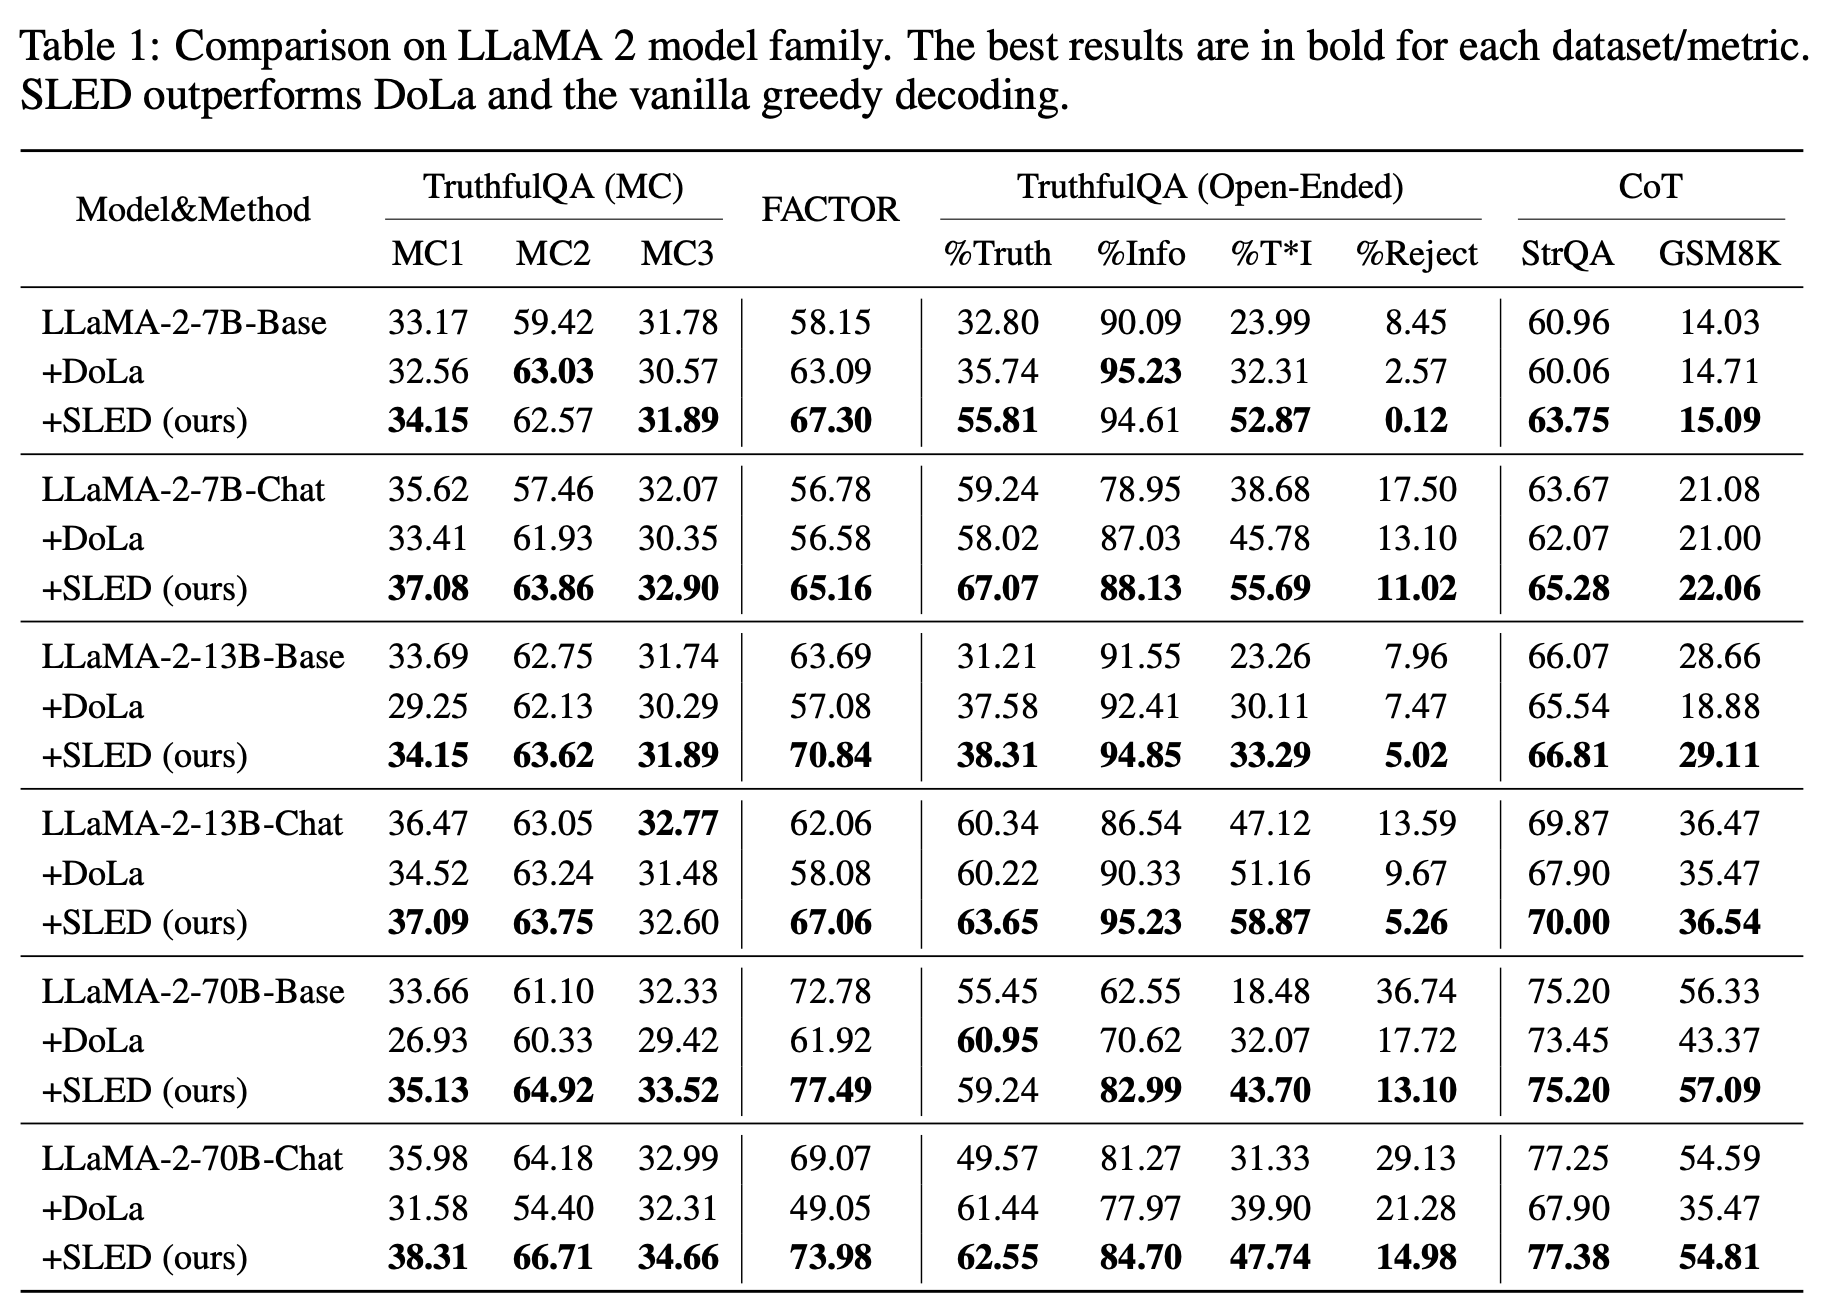 Table 1: Comparison on LLaMA 2 model family. The best results are in bold for each dataset/metric.
SLED outperforms DoLa and the vanilla greedy decoding.
Model&Method TruthfulQA (MC) FACTOR TruthfulQA (Open-Ended) CoT
MC1 MC2 MC3 %Truth %Info %T*I %Reject StrQA GSM8K
LLaMA-2-7B-Base 33.17 59.42 31.78 58.15 32.80 90.09 23.99 8.45 60.96 14.03
+DoLa 32.56 63.03 30.57 63.09 35.74 95.23 32.31 2.57 60.06 14.71
+SLED (ours) 34.15 62.57 31.89 67.30 55.81 94.61 52.87 0.12 63.75 15.09
LLaMA-2-7B-Chat 35.62 57.46 32.07 56.78 59.24 78.95 38.68 17.50 63.67 21.08
+DoLa 33.41 61.93 30.35 56.58 58.02 87.03 45.78 13.10 62.07 21.00
+SLED (ours) 37.08 63.86 32.90 65.16 67.07 88.13 55.69 11.02 65.28 22.06
LLaMA-2-13B-Base 33.69 62.75 31.74 63.69 31.21 91.55 23.26 7.96 66.07 28.66
+DoLa 29.25 62.13 30.29 57.08 37.58 92.41 30.11 7.47 65.54 18.88
+SLED (ours) 34.15 63.62 31.89 70.84 38.31 94.85 33.29 5.02 66.81 29.11
LLaMA-2-13B-Chat 36.47 63.05 32.77 62.06 60.34 86.54 47.12 13.59 69.87 36.47
+DoLa 34.52 63.24 31.48 58.08 60.22 90.33 51.16 9.67 67.90 35.47
+SLED (ours) 37.09 63.75 32.60 67.06 63.65 95.23 58.87 5.26 70.00 36.54
LLaMA-2-70B-Base 33.66 61.10 32.33 72.78 55.45 62.55 18.48 36.74 75.20 56.33
+DoLa 26.93 60.33 29.42 61.92 60.95 70.62 32.07 17.72 73.45 43.37
+SLED (ours) 35.13 64.92 33.52 77.49 59.24 82.99 43.70 13.10 75.20 57.09
LLaMA-2-70B-Chat 35.98 64.18 32.99 69.07 49.57 81.27 31.33 29.13 77.25 54.59
+DoLa 31.58 54.40 32.31 49.05 61.44 77.97 39.90 21.28 67.90 35.47
+SLED (ours) 38.31 66.71 34.66 73.98 62.55 84.70 47.74 14.98 77.38 54.81